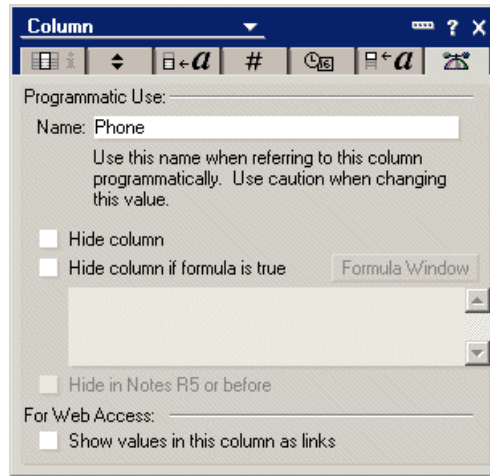 Column
? X
a # 16 a
Programmatic Use:
Name: Phone
Use this name when referring to this column
programmatically. Use caution when changing
this value.
Hide column
Hide column if formula is true Formula Window
Hide in Notes R5 or before
For Web Access:
Show values in this column as links